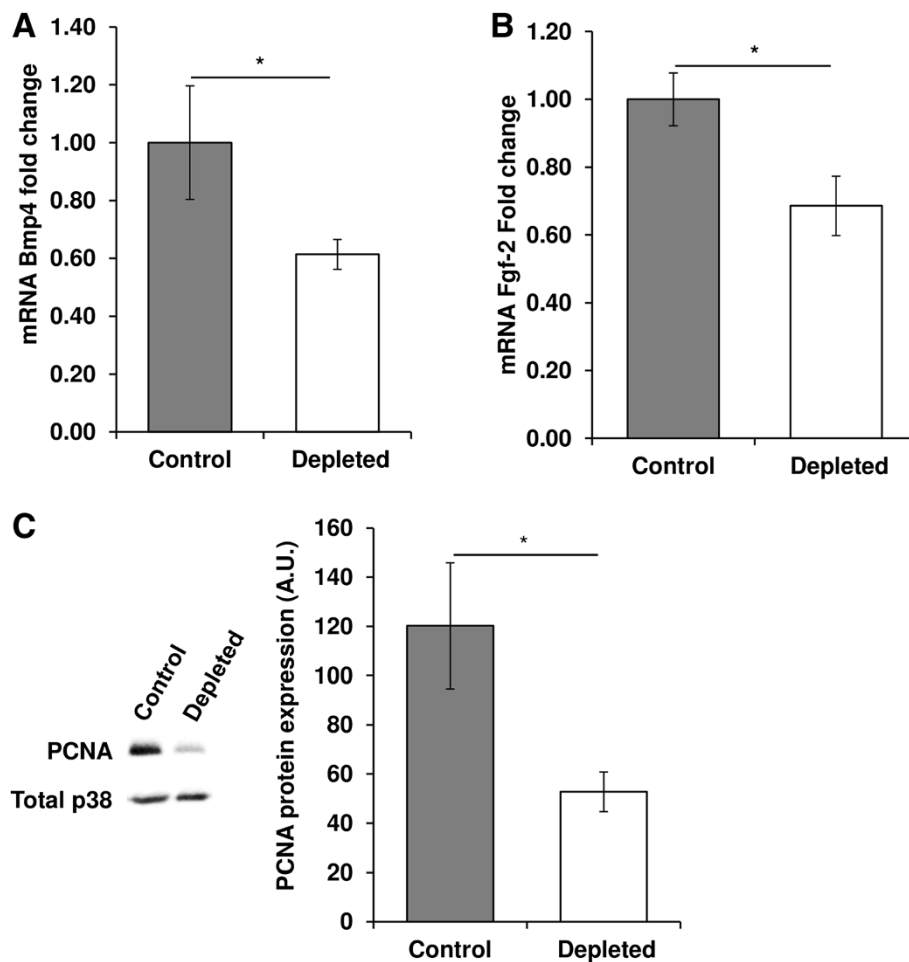 A
mRNA Bmp4 fold change
1.40
1.20
1.00
0.80
0.60
0.40
0.20
0.00
*
Control
Depleted
B
mRNA Fgf-2 Fold change
1.20
1.00
0.80
0.60
0.40
0.20
0.00
*
Control
Depleted
C
Control
Depleted
PCNA
Total p38
PCNA protein expression (A.U.)
160
140
120
100
80
60
40
20
0
*
Control
Depleted